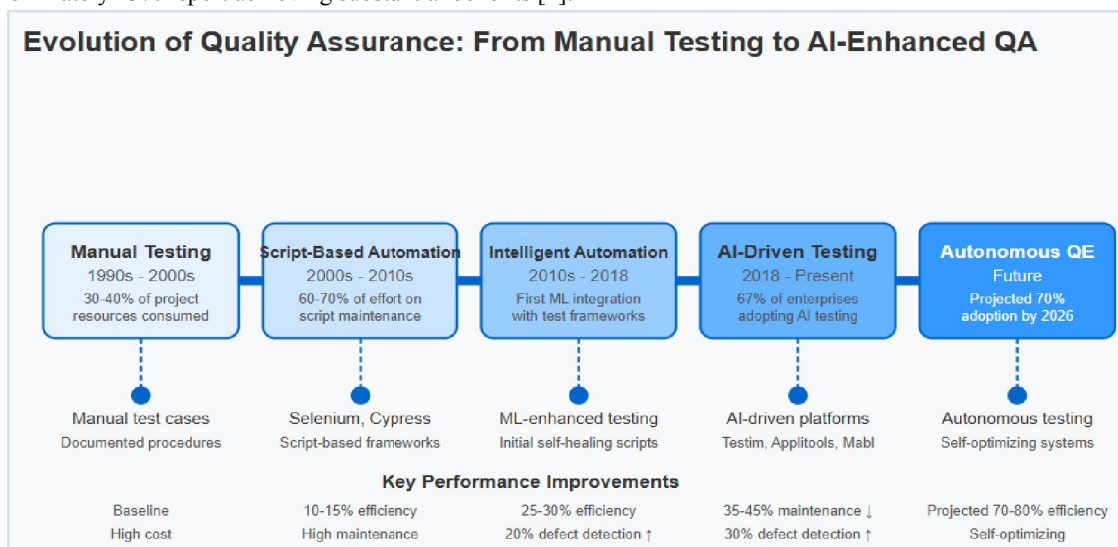 Evolution of Quality Assurance: From Manual Testing to AI-Enhanced QA
Manual Testing
1990s - 2000s
30-40% of project
resources consumed
Script-Based Automation
2000s - 2010s
60-70% of effort on
script maintenance
Intelligent Automation
2010s - 2018
First ML integration
with test frameworks
AI-Driven Testing
2018 - Present
67% of enterprises
adopting AI testing
Autonomous QE
Future
Projected 70%
adoption by 2026
Manual test cases
Documented procedures
Selenium, Cypress
Script-based frameworks
ML-enhanced testing
Initial self-healing scripts
AI-driven platforms
Testim, Applitools, Mabl
Autonomous testing
Self-optimizing systems
Key Performance Improvements
Baseline
High cost
10-15% efficiency
High maintenance
25-30% efficiency
20% defect detection ↑
35-45% maintenance ↓
30% defect detection ↑
Projected 70-80% efficiency
Self-optimizing